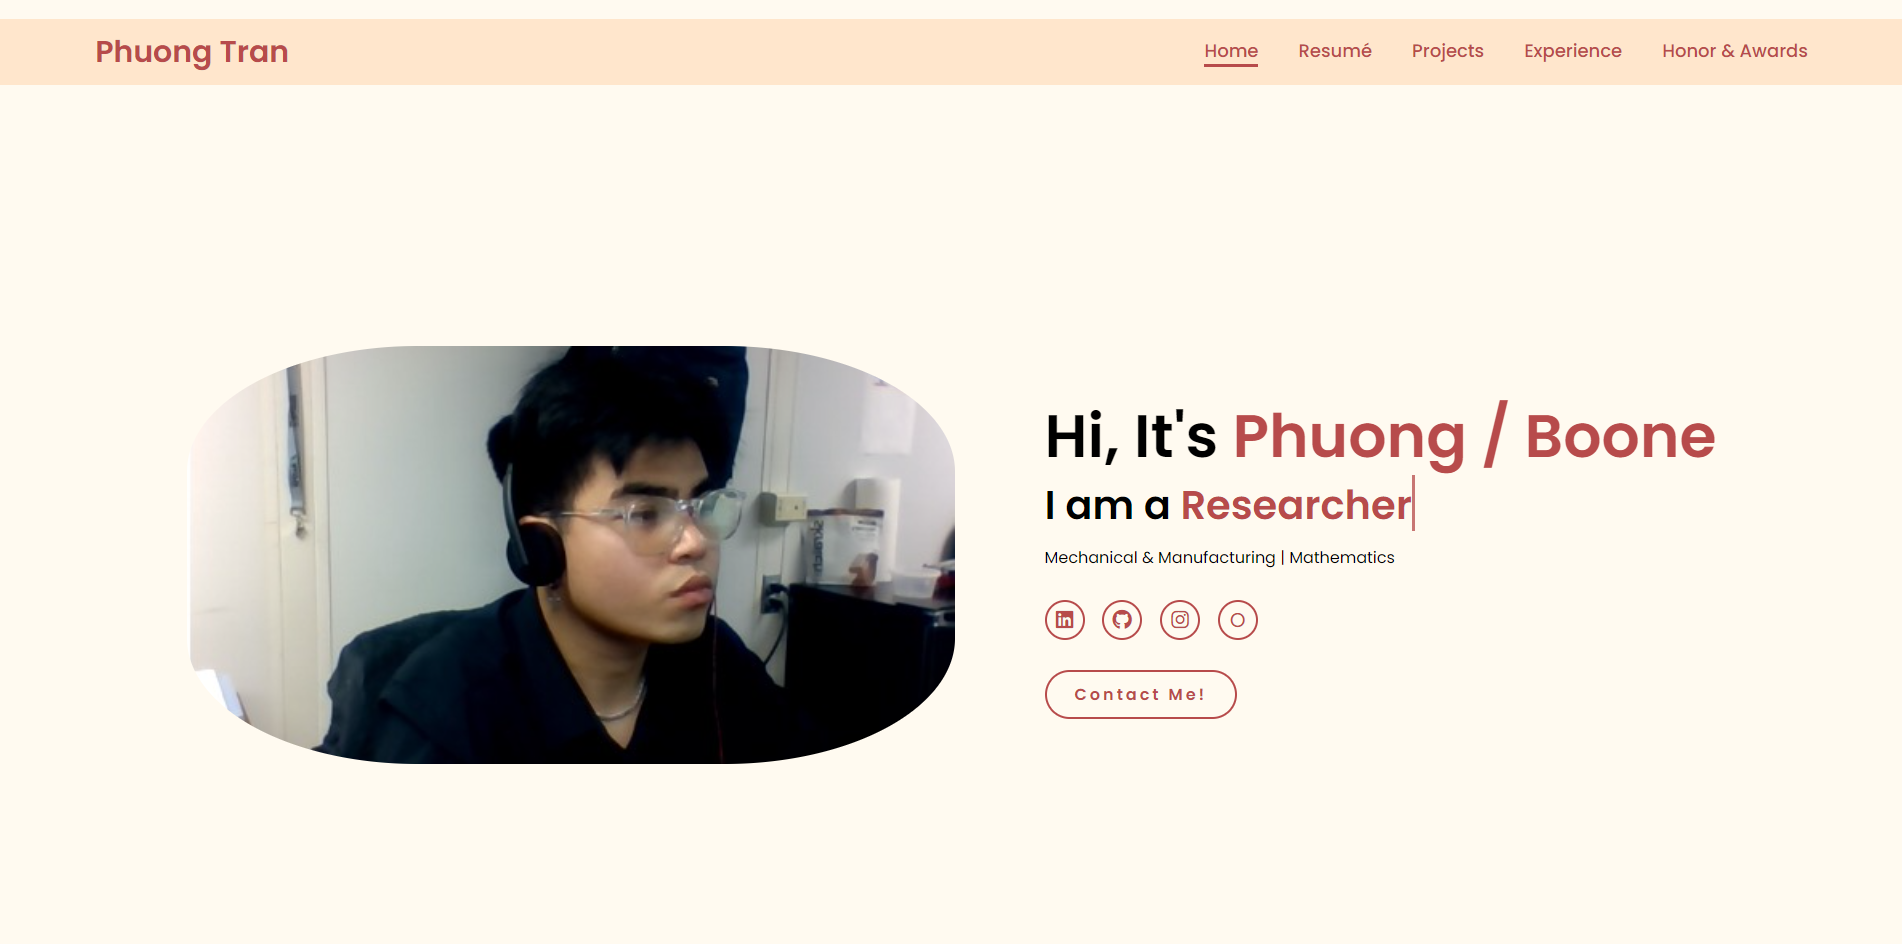 Phuong Tran
Home Resumé Projects Experience Honor & Awards
Hi, It's Phuong / Boone
I am a Researcher
Mechanical & Manufacturing | Mathematics
in
O
Contact Me!